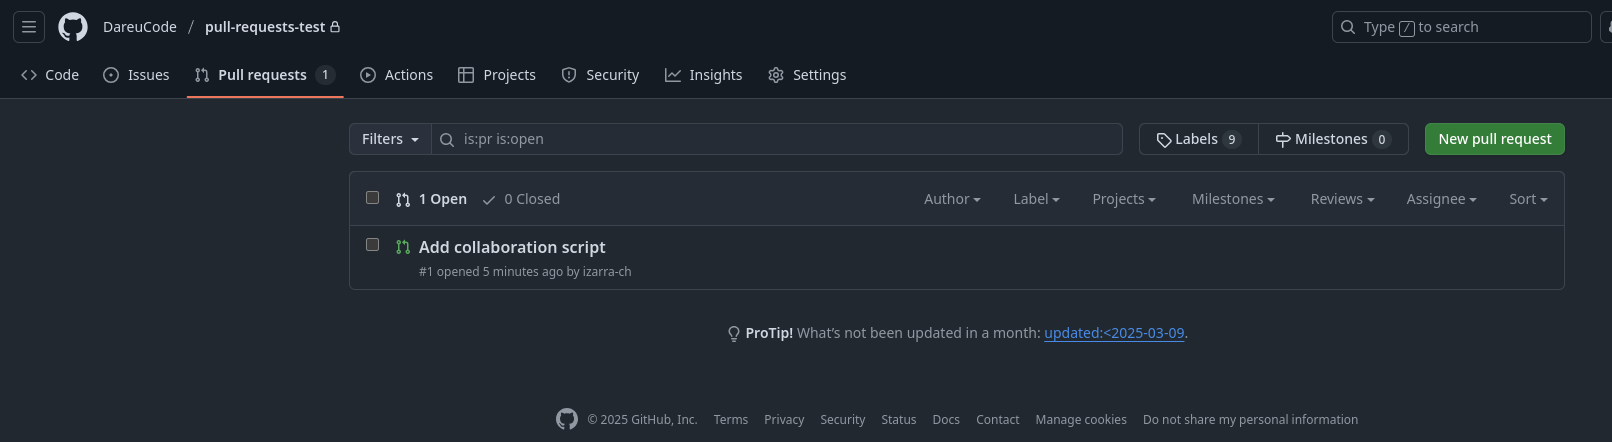 DareuCode / pull-requests-test Type / to search
Code Issues Pull requests 1 Actions Projects Security Insights Settings
Filters is:pr is:open Labels 9 Milestones 0 New pull request
1 Open 0 Closed Author Label Projects Milestones Reviews Assignee Sort
Add collaboration script
#1 opened 5 minutes ago by izarra-ch
ProTip! What's not been updated in a month: updated:<2025-03-09.
© 2025 GitHub, Inc. Terms Privacy Security Status Docs Contact Manage cookies Do not share my personal information